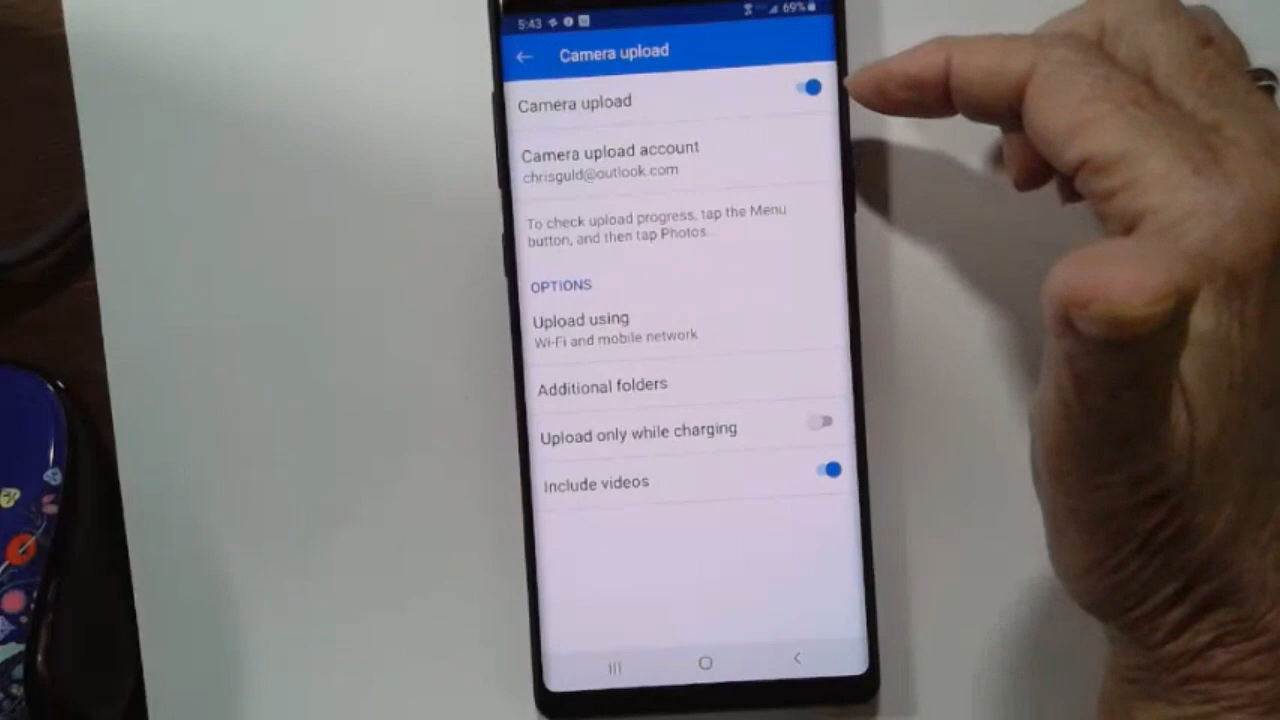 5:43
69%
Camera upload
Camera upload
Camera upload account
chrisguld@outlook.com
To check upload progress, tap the Menu
button, and then tap Photos.
OPTIONS
Upload using
Wi-Fi and mobile network
Additional folders
Upload only while charging
Include videos